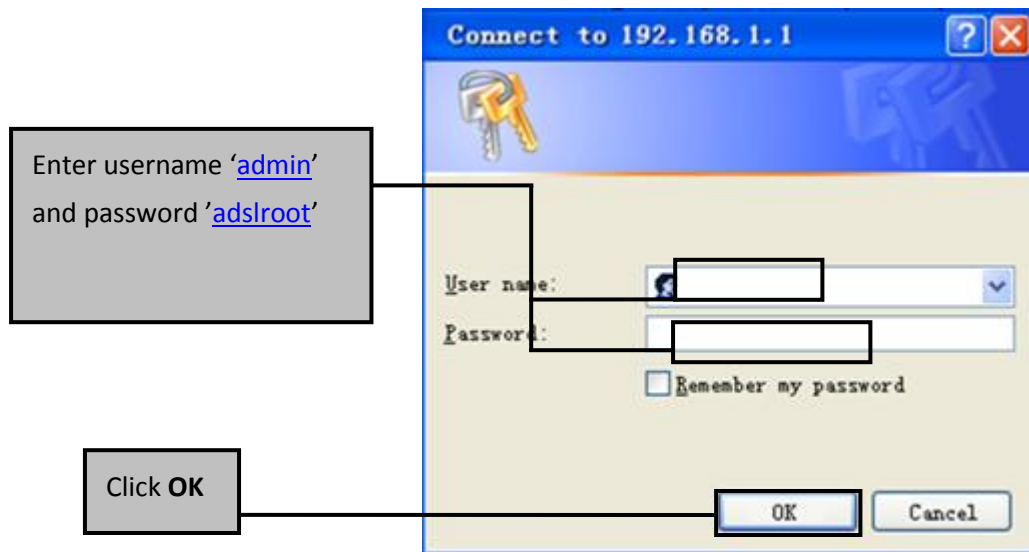 Connect to 192.168.1.1
Enter username ‘admin’
and password ’adslroot’
User name:
Password:
Remember my password
Click OK
OK
Cancel